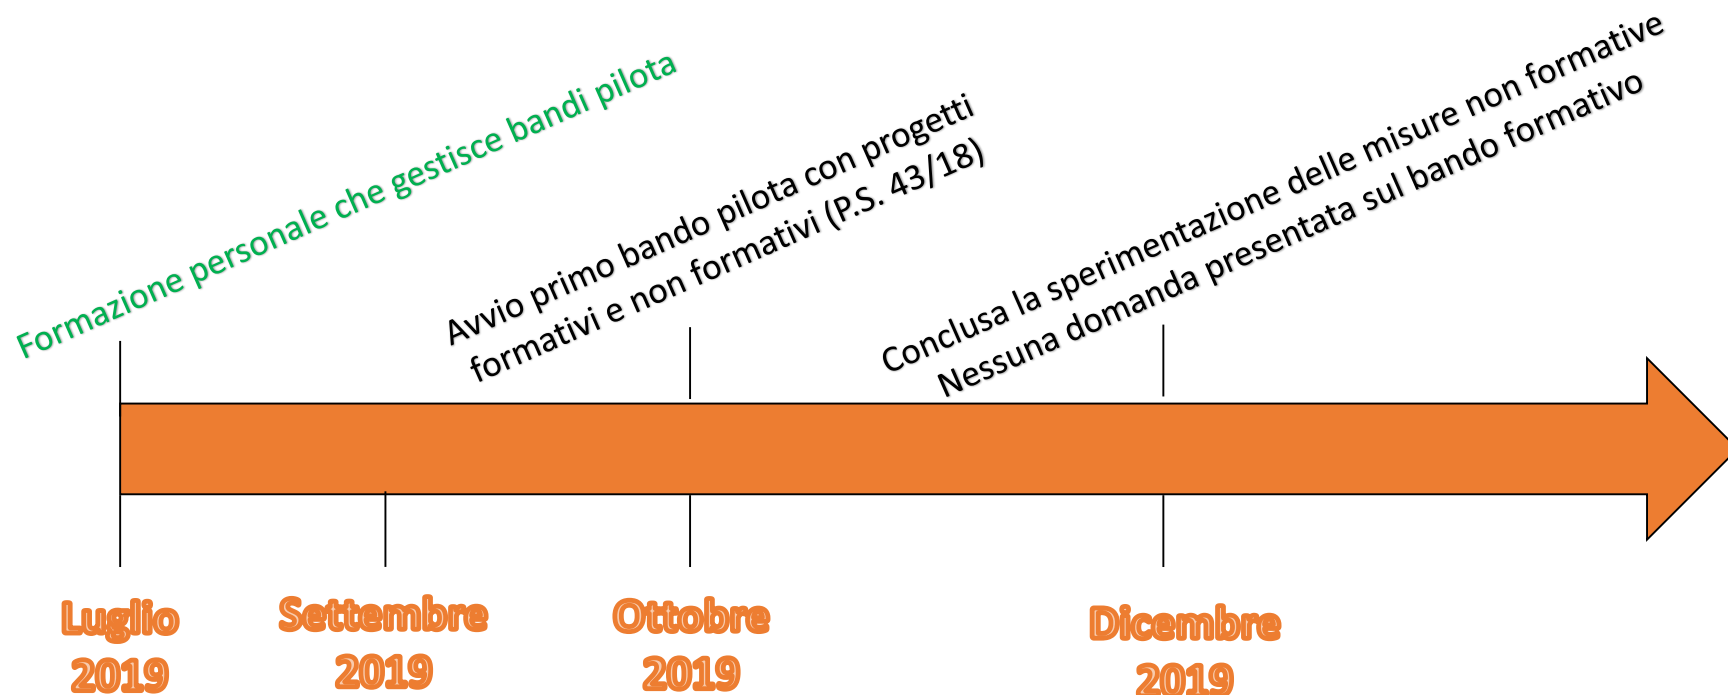 Formazione personale che gestisce bandi pilota
Avvio primo bando pilota con progetti
formativi e non formativi (P.S. 43/18)
Conclusa la sperimentazione delle misure non formative
Nessuna domanda presentata sul bando formativo
Luglio
2019
Settembre
2019
Ottobre
2019
Dicembre
2019